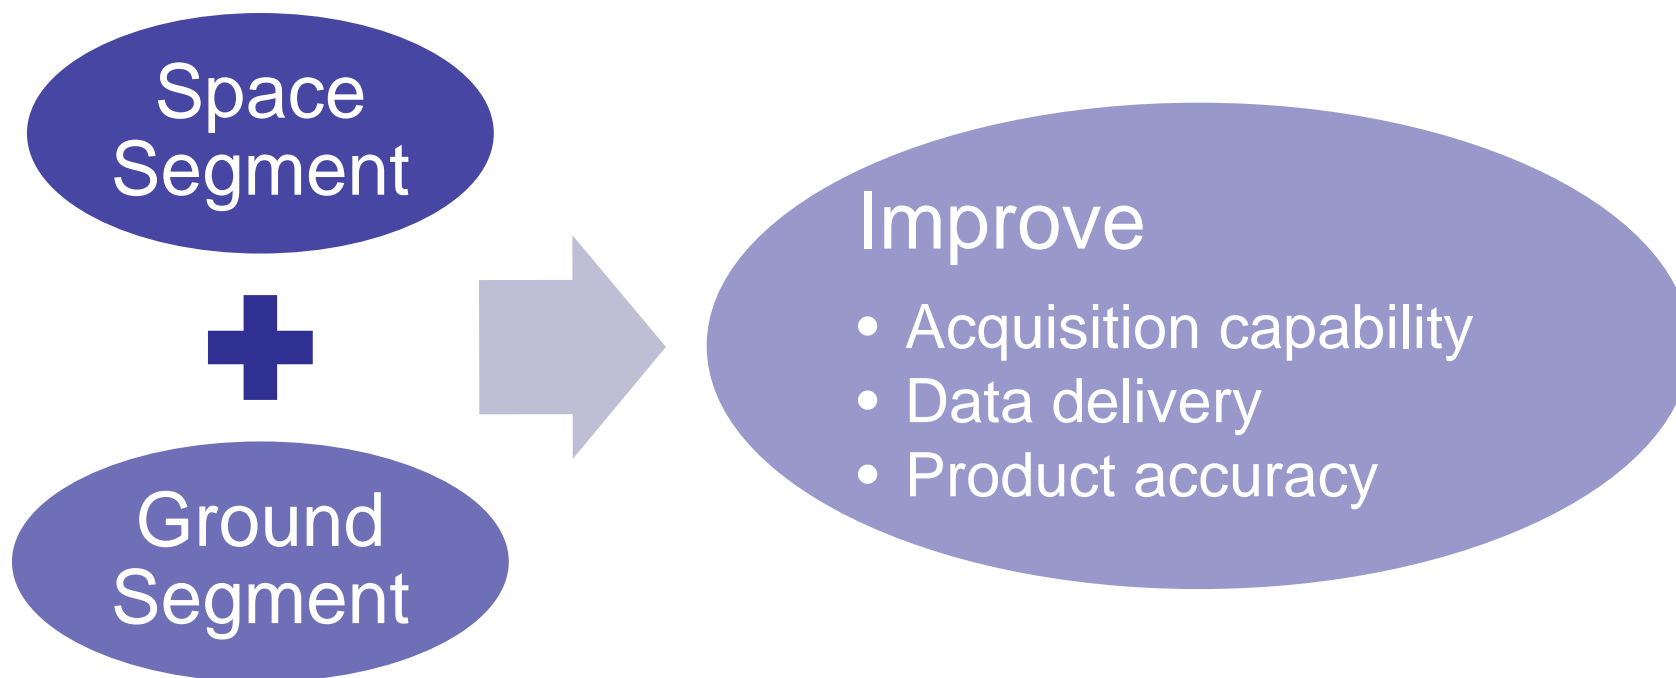 Space
Segment
Ground
Segment
Improve
• Acquisition capability
• Data delivery
• Product accuracy